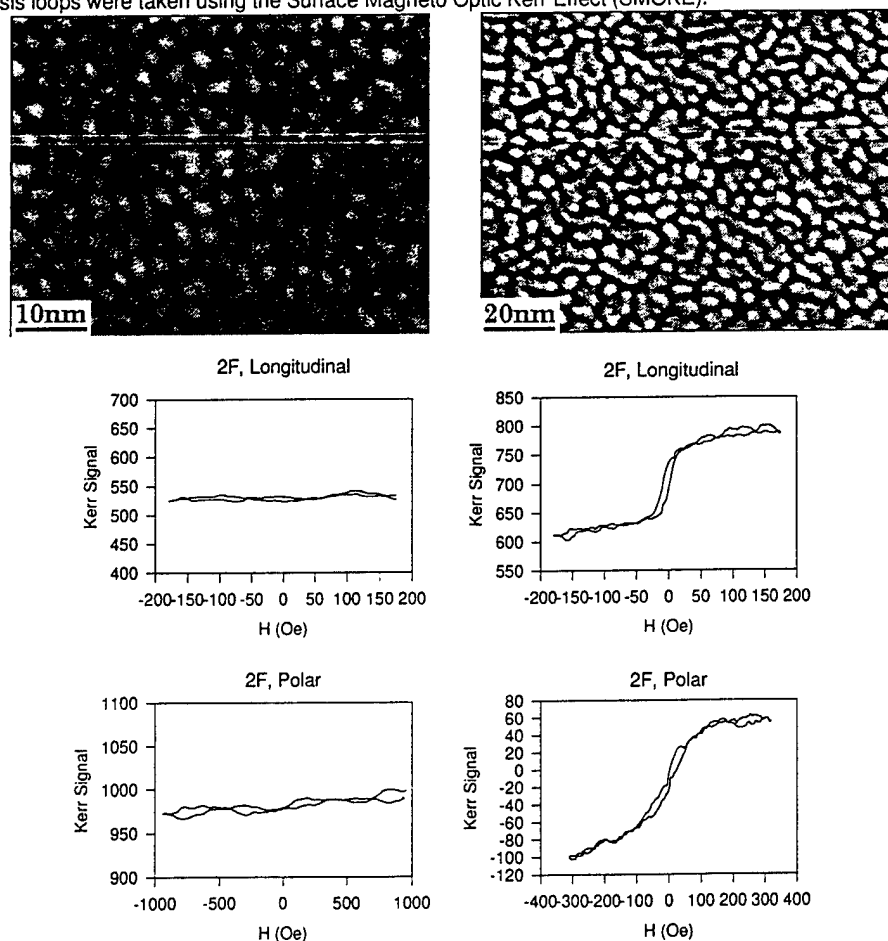 sis loops were taken using the Surface Magneto Optic Kerr Effect (SMOKE).
10nm
20nm
2F, Longitudinal
700
650
600
550
500
450
400
Kerr Signal
-200-150-100 -50 0 50 100 150 200
H (Oe)
2F, Longitudinal
850
800
750
700
650
600
550
Kerr Signal
-200 -150 -100 -50 0 50 100 150 200
H (Oe)
2F, Polar
1100
1050
1000
950
900
Kerr Signal
-1000 -500 0 500 1000
H (Oe)
2F, Polar
80
60
40
20
0
-20
-40
-60
-80
-100
-120
Kerr Signal
-400-300-200-100 0 100 200 300 400
H (Oe)